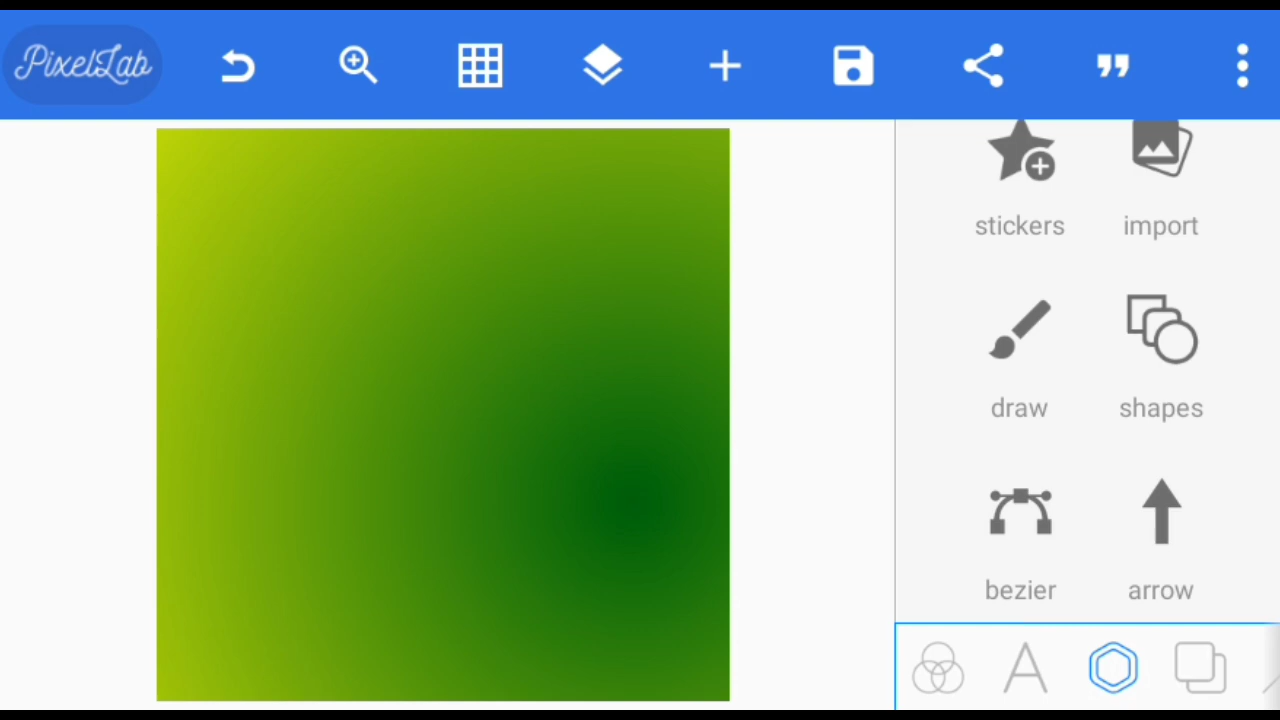 PixelLab
stickers
import
draw
shapes
bezier
arrow